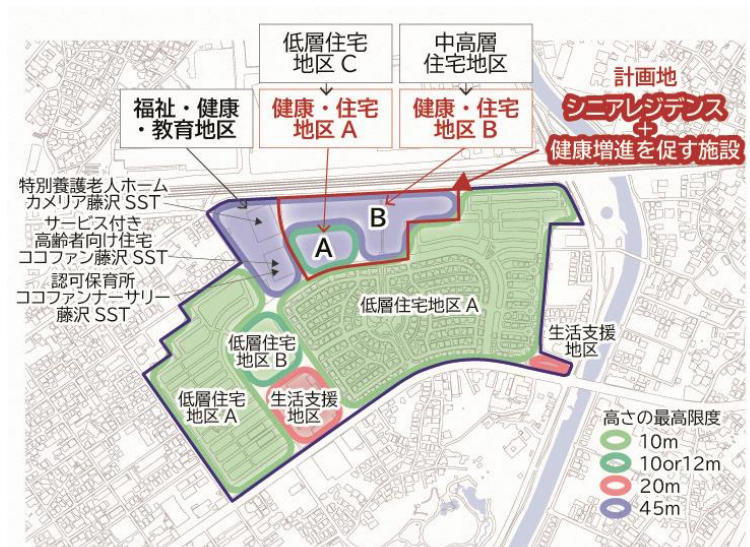 低層住宅
地区 C
中高層
住宅地区
計画地
シニアレジデンス
+
健康増進を促す施設
福祉・健康
・教育地区
健康・住宅
地区 A
健康・住宅
地区 B
特別養護老人ホーム
カメリア藤沢 SST
サービス付き
高齢者向け住宅
ココファン藤沢 SST
認可保育所
ココファンナーサリー
藤沢 SST
B
A
低層住宅地区 A
低層住宅
地区 B
生活支援
地区
低層住宅
地区 A
生活支援
地区
高さの最高限度
10m
10or12m
20m
45m